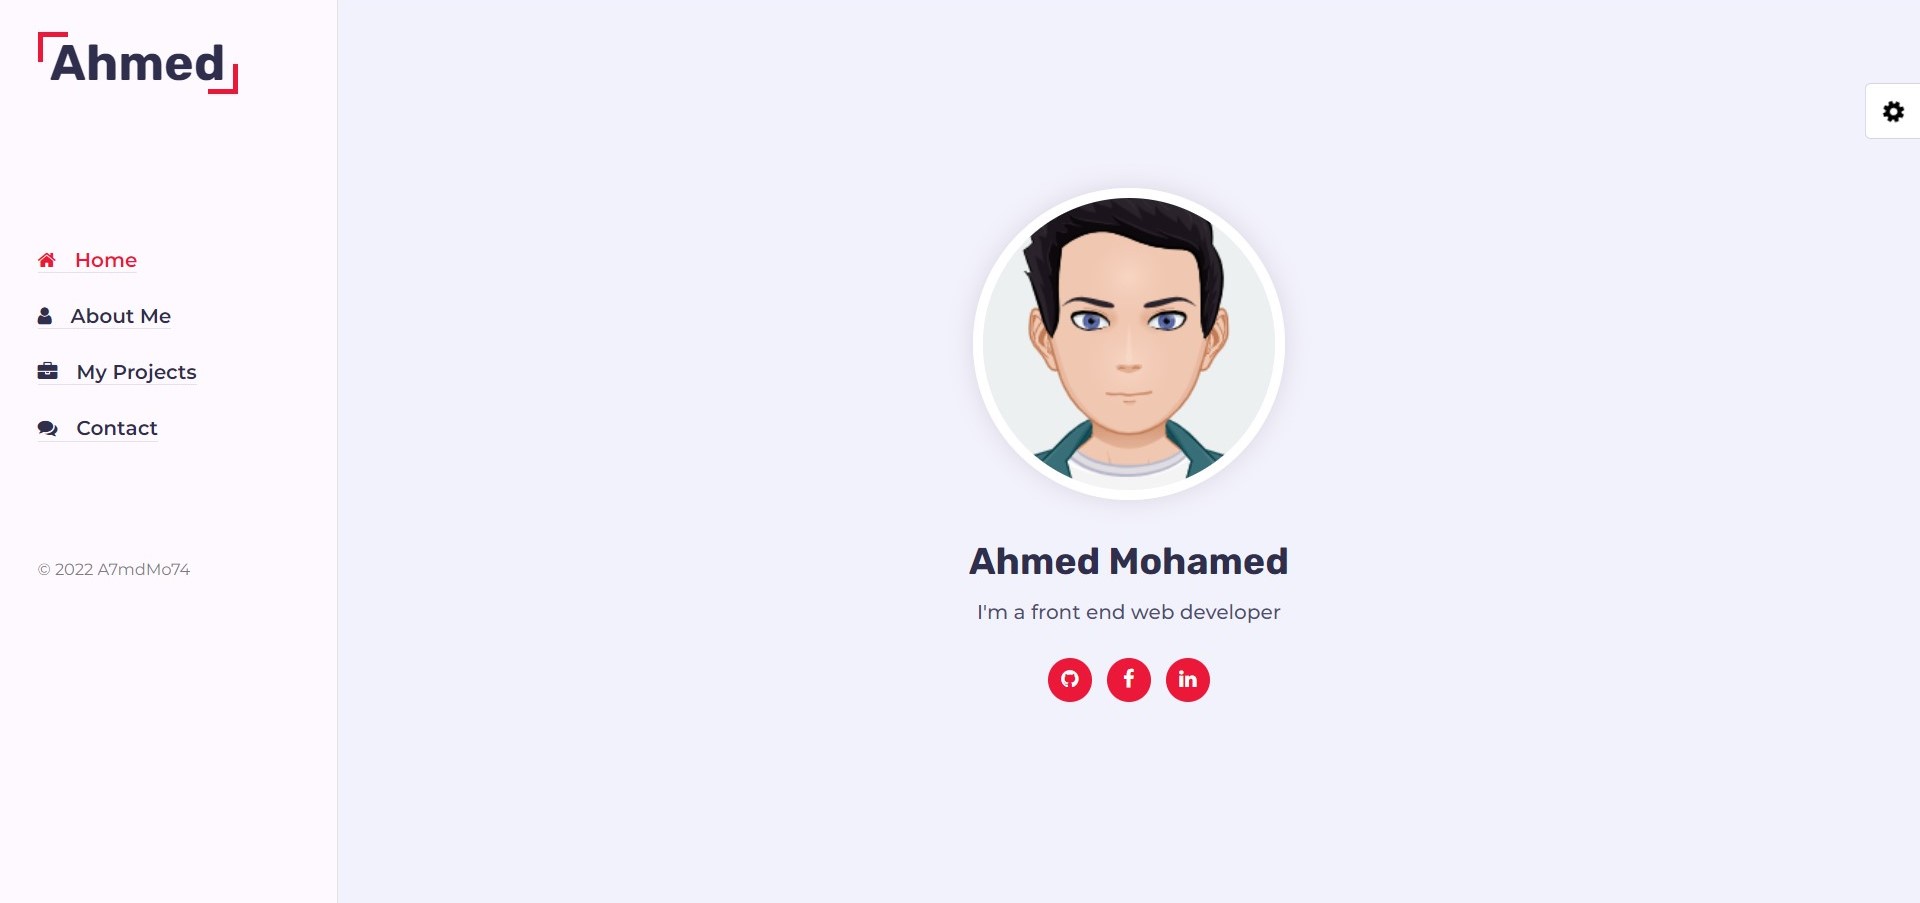 Ahmed
Home
About Me
My Projects
Contact
© 2022 A7mdMo74
Ahmed Mohamed
I'm a front end web developer